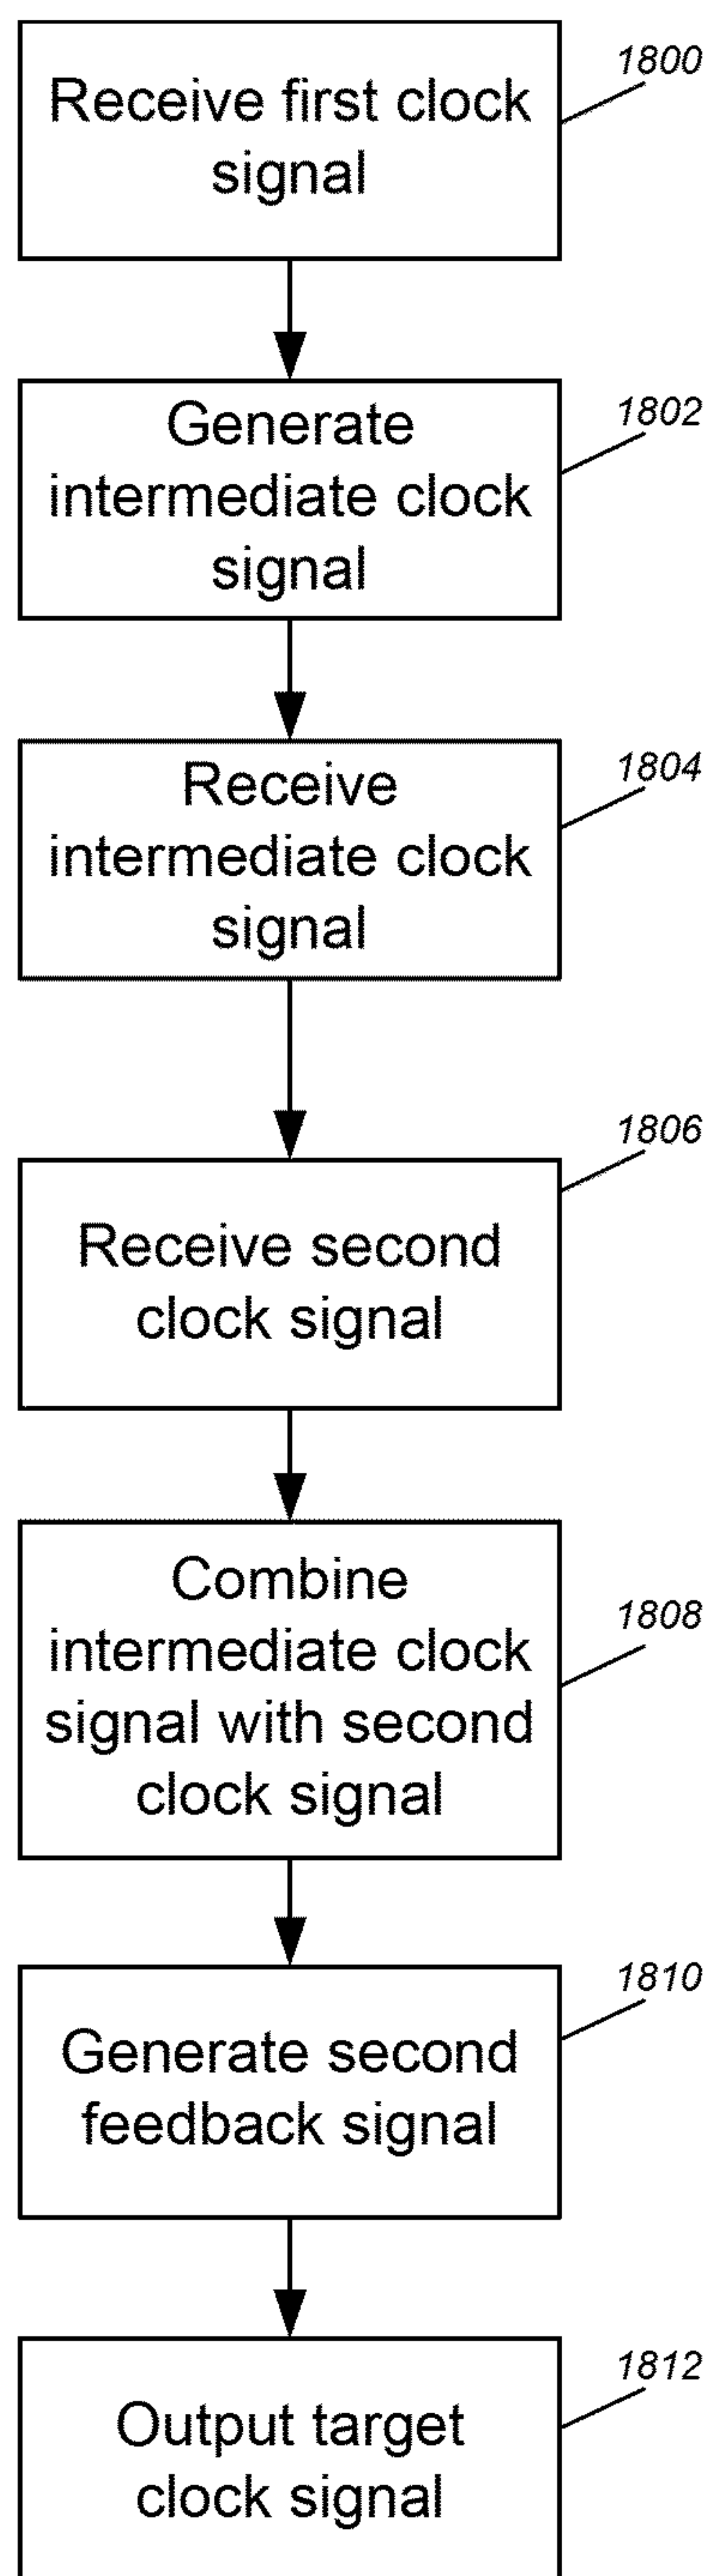 Receive first clock
signal
1800
Generate
intermediate clock
signal
1802
Receive
intermediate clock
signal
1804
Receive second
clock signal
1806
Combine
intermediate clock
signal with second
clock signal
1808
Generate second
feedback signal
1810
Output target
clock signal
1812